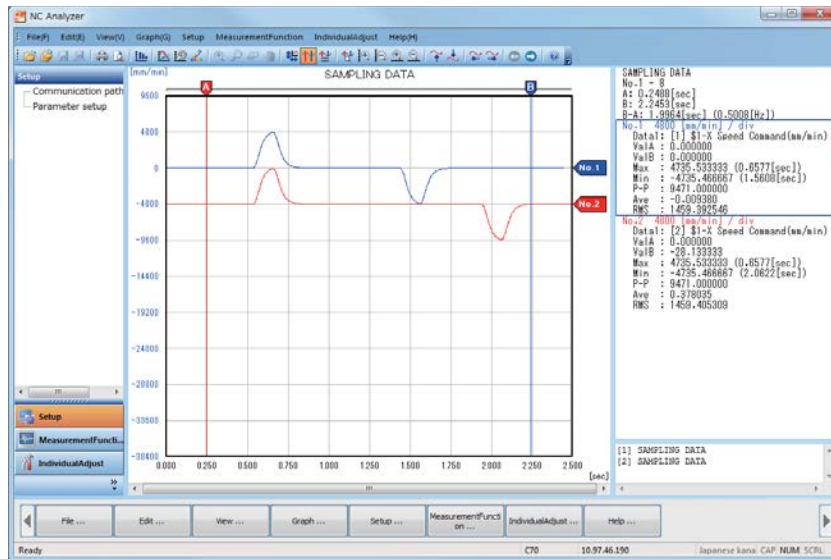 NC Analyzer
File(F) Edit(E) View(V) Graph(G) Setup MeasurementFunction IndividualAdjust Help(H)
Setup
Communication path
Parameter setup
Setup
MeasurementFuncti...
IndividualAdjust
[mm/min]
SAMPLING DATA
A
B
9600
4800
0
-4800
-9600
-14400
-19200
-24000
-28800
-33600
-38400
No.1
No.2
0.000 0.250 0.500 0.750 1.000 1.250 1.500 1.750 2.000 2.250 2.500
[sec]
SAMPLING DATA
No.1 - 8
A: 0.2488[sec]
B: 2.2453[sec]
B-A: 1.9964[sec] (0.5008[Hz])
No.1 4800 [mm/min] / div
Data1: [1] $1-X Speed Command(mm/min)
ValA : 0.000000
ValB : 0.000000
Max : 4735.533333 (0.6577[sec])
Min : -4735.466667 (1.5608[sec])
P-P : 9471.000000
Ave : -0.009380
RMS : 1459.392546
No.2 4800 [mm/min] / div
Data1: [2] $1-X Speed Command(mm/min)
ValA : 0.000000
ValB : -28.133333
Max : 4735.533333 (0.6577[sec])
Min : -4735.466667 (2.0622[sec])
P-P : 9471.000000
Ave : 0.378035
RMS : 1459.405309
[1] SAMPLING DATA
[2] SAMPLING DATA
File ... Edit ... View ... Graph ... Setup ... MeasurementFuncti
on ... IndividualAdjust ... Help ...
Ready C70 10.97.46.190 Japanese kana CAP NUM SCRL